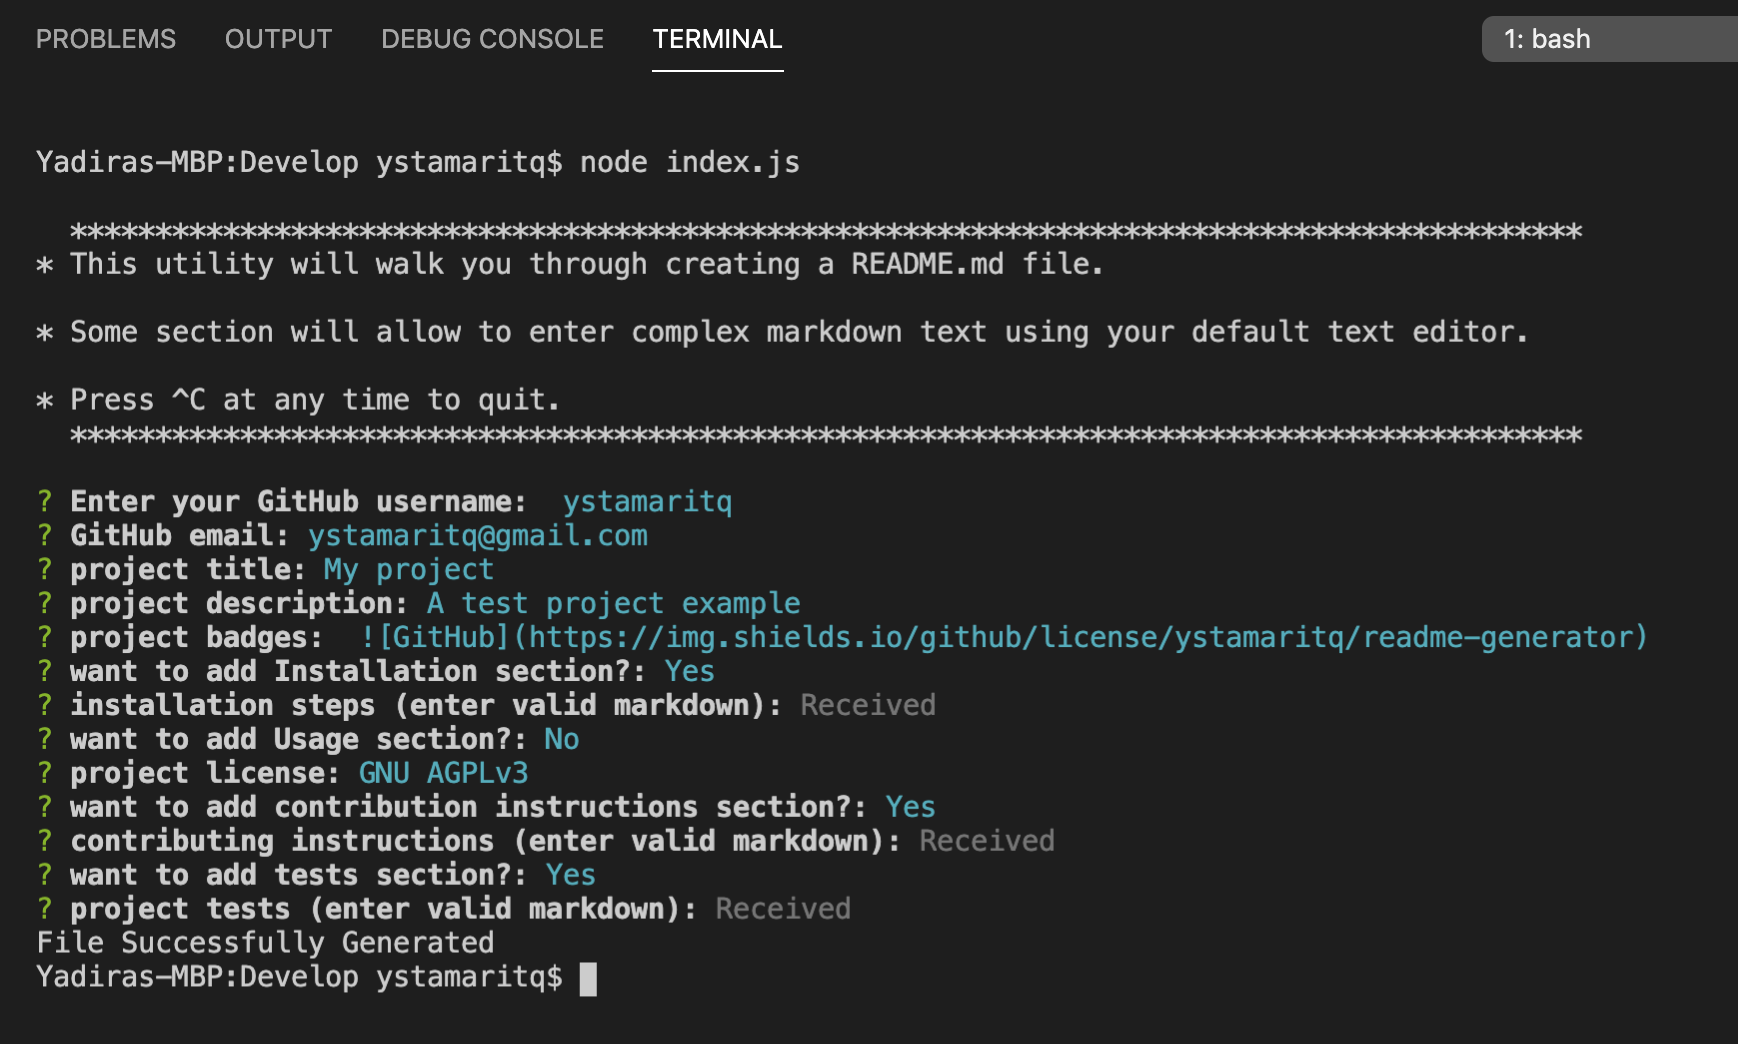 PROBLEMS OUTPUT DEBUG CONSOLE TERMINAL 1: bash
Yadiras-MBP:Develop ystamaritq$ node index.js
*****************************************************************************************
* This utility will walk you through creating a README.md file.
* Some section will allow to enter complex markdown text using your default text editor.
* Press ^C at any time to quit.
*****************************************************************************************
? Enter your GitHub username:  ystamaritq
? GitHub email: ystamaritq@gmail.com
? project title: My project
? project description: A test project example
? project badges:  ![GitHub](https://img.shields.io/github/license/ystamaritq/readme-generator)
? want to add Installation section?: Yes
? installation steps (enter valid markdown): Received
? want to add Usage section?: No
? project license: GNU AGPLv3
? want to add contribution instructions section?: Yes
? contributing instructions (enter valid markdown): Received
? want to add tests section?: Yes
? project tests (enter valid markdown): Received
File Successfully Generated
Yadiras-MBP:Develop ystamaritq$